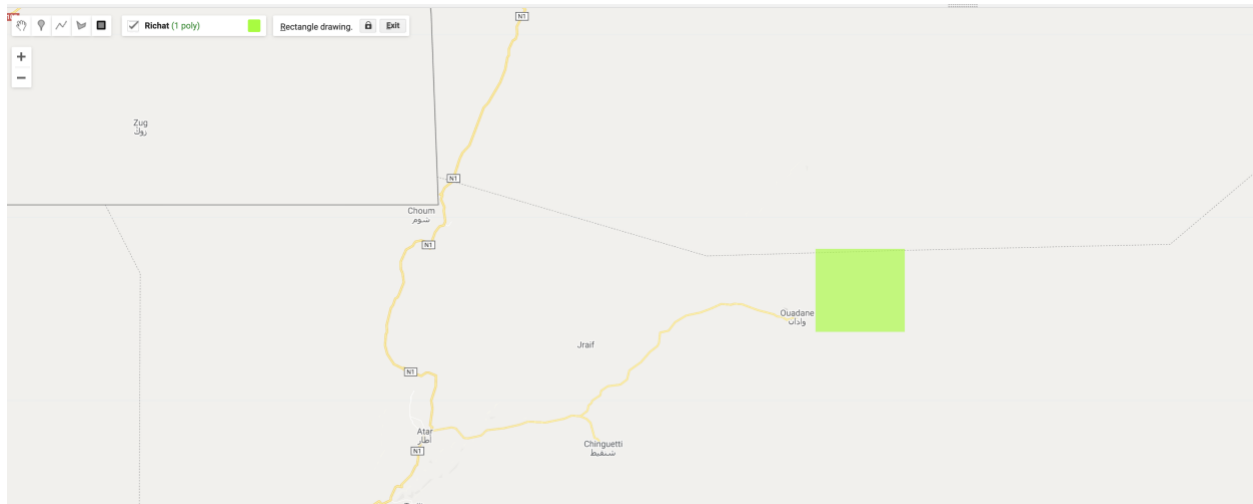 Richat (1 poly)
Rectangle drawing.
Exit
N1
Zug
زوݣ
N1
Choum
شوم
N1
Ouadane
وادان
Jraif
N1
Atar
أطار
Chinguetti
شنقيط
N1